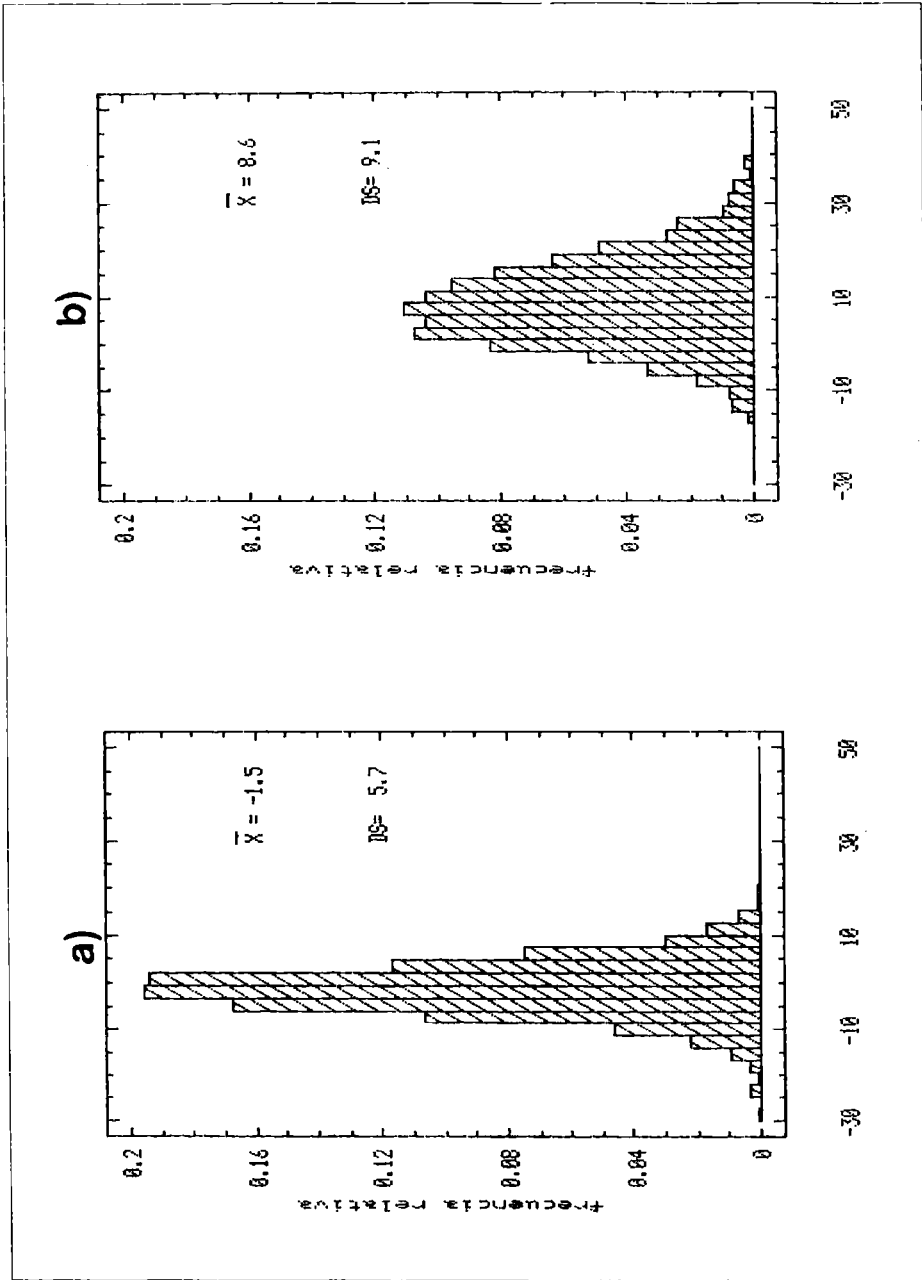 a)
X̅ = -1.5
DS= 5.7
frecuencia relativa
0.2
0.16
0.12
0.08
0.04
0
-30
-10
10
30
50
b)
X̅ = 8.6
DS= 9.1
frecuencia relativa
0.2
0.16
0.12
0.08
0.04
0
-30
-10
10
30
50